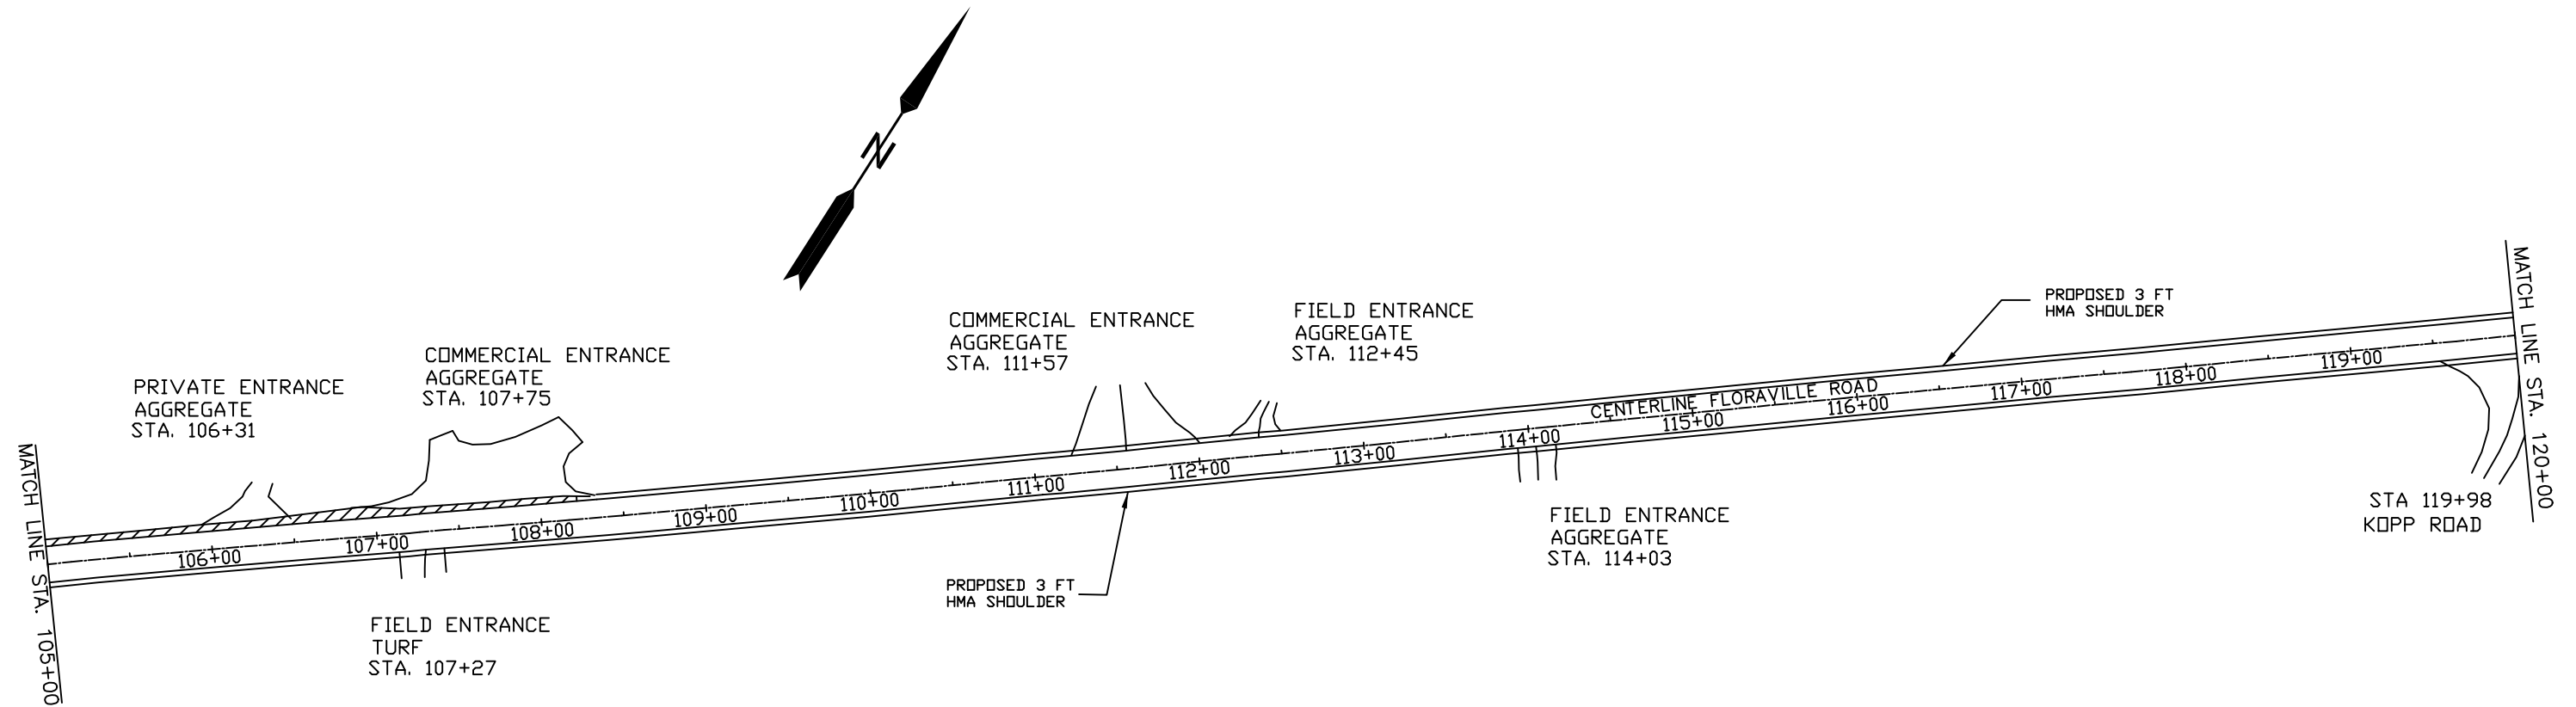 N
PROPOSED 3 FT
HMA SHOULDER
COMMERCIAL ENTRANCE
AGGREGATE
STA. 111+57
FIELD ENTRANCE
AGGREGATE
STA. 112+45
COMMERCIAL ENTRANCE
AGGREGATE
STA. 107+75
PRIVATE ENTRANCE
AGGREGATE
STA. 106+31
MATCH LINE STA. 105+00
106+00
107+00
108+00
109+00
110+00
111+00
112+00
113+00
114+00
115+00
116+00
117+00
118+00
119+00
CENTERLINE FLORAVILLE ROAD
MATCH LINE STA. 120+00
STA 119+98
KOPP ROAD
FIELD ENTRANCE
AGGREGATE
STA. 114+03
PROPOSED 3 FT
HMA SHOULDER
FIELD ENTRANCE
TURF
STA. 107+27